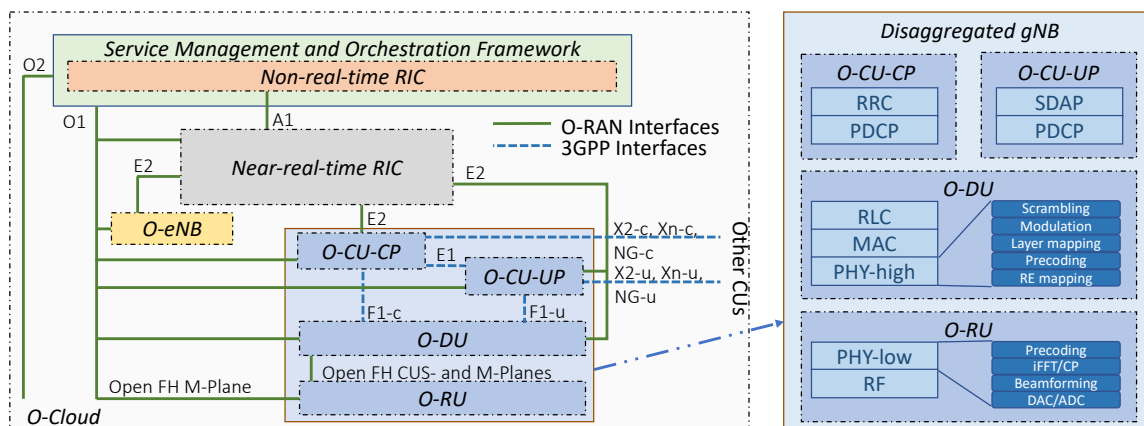 Service Management and Orchestration Framework
Non-real-time RIC
O2
O1
A1
O-RAN Interfaces
3GPP Interfaces
Near-real-time RIC
E2
E2
O-eNB
E2
O-CU-CP
X2-c, Xn-c,
NG-c
E1
O-CU-UP
X2-u, Xn-u,
NG-u
Other CUs
F1-c
F1-u
O-DU
Open FH CUS- and M-Planes
Open FH M-Plane
O-RU
O-Cloud
Disaggregated gNB
O-CU-CP
RRC
PDCP
O-CU-UP
SDAP
PDCP
O-DU
RLC
MAC
PHY-high
Scrambling
Modulation
Layer mapping
Precoding
RE mapping
O-RU
PHY-low
RF
Precoding
iFFT/CP
Beamforming
DAC/ADC